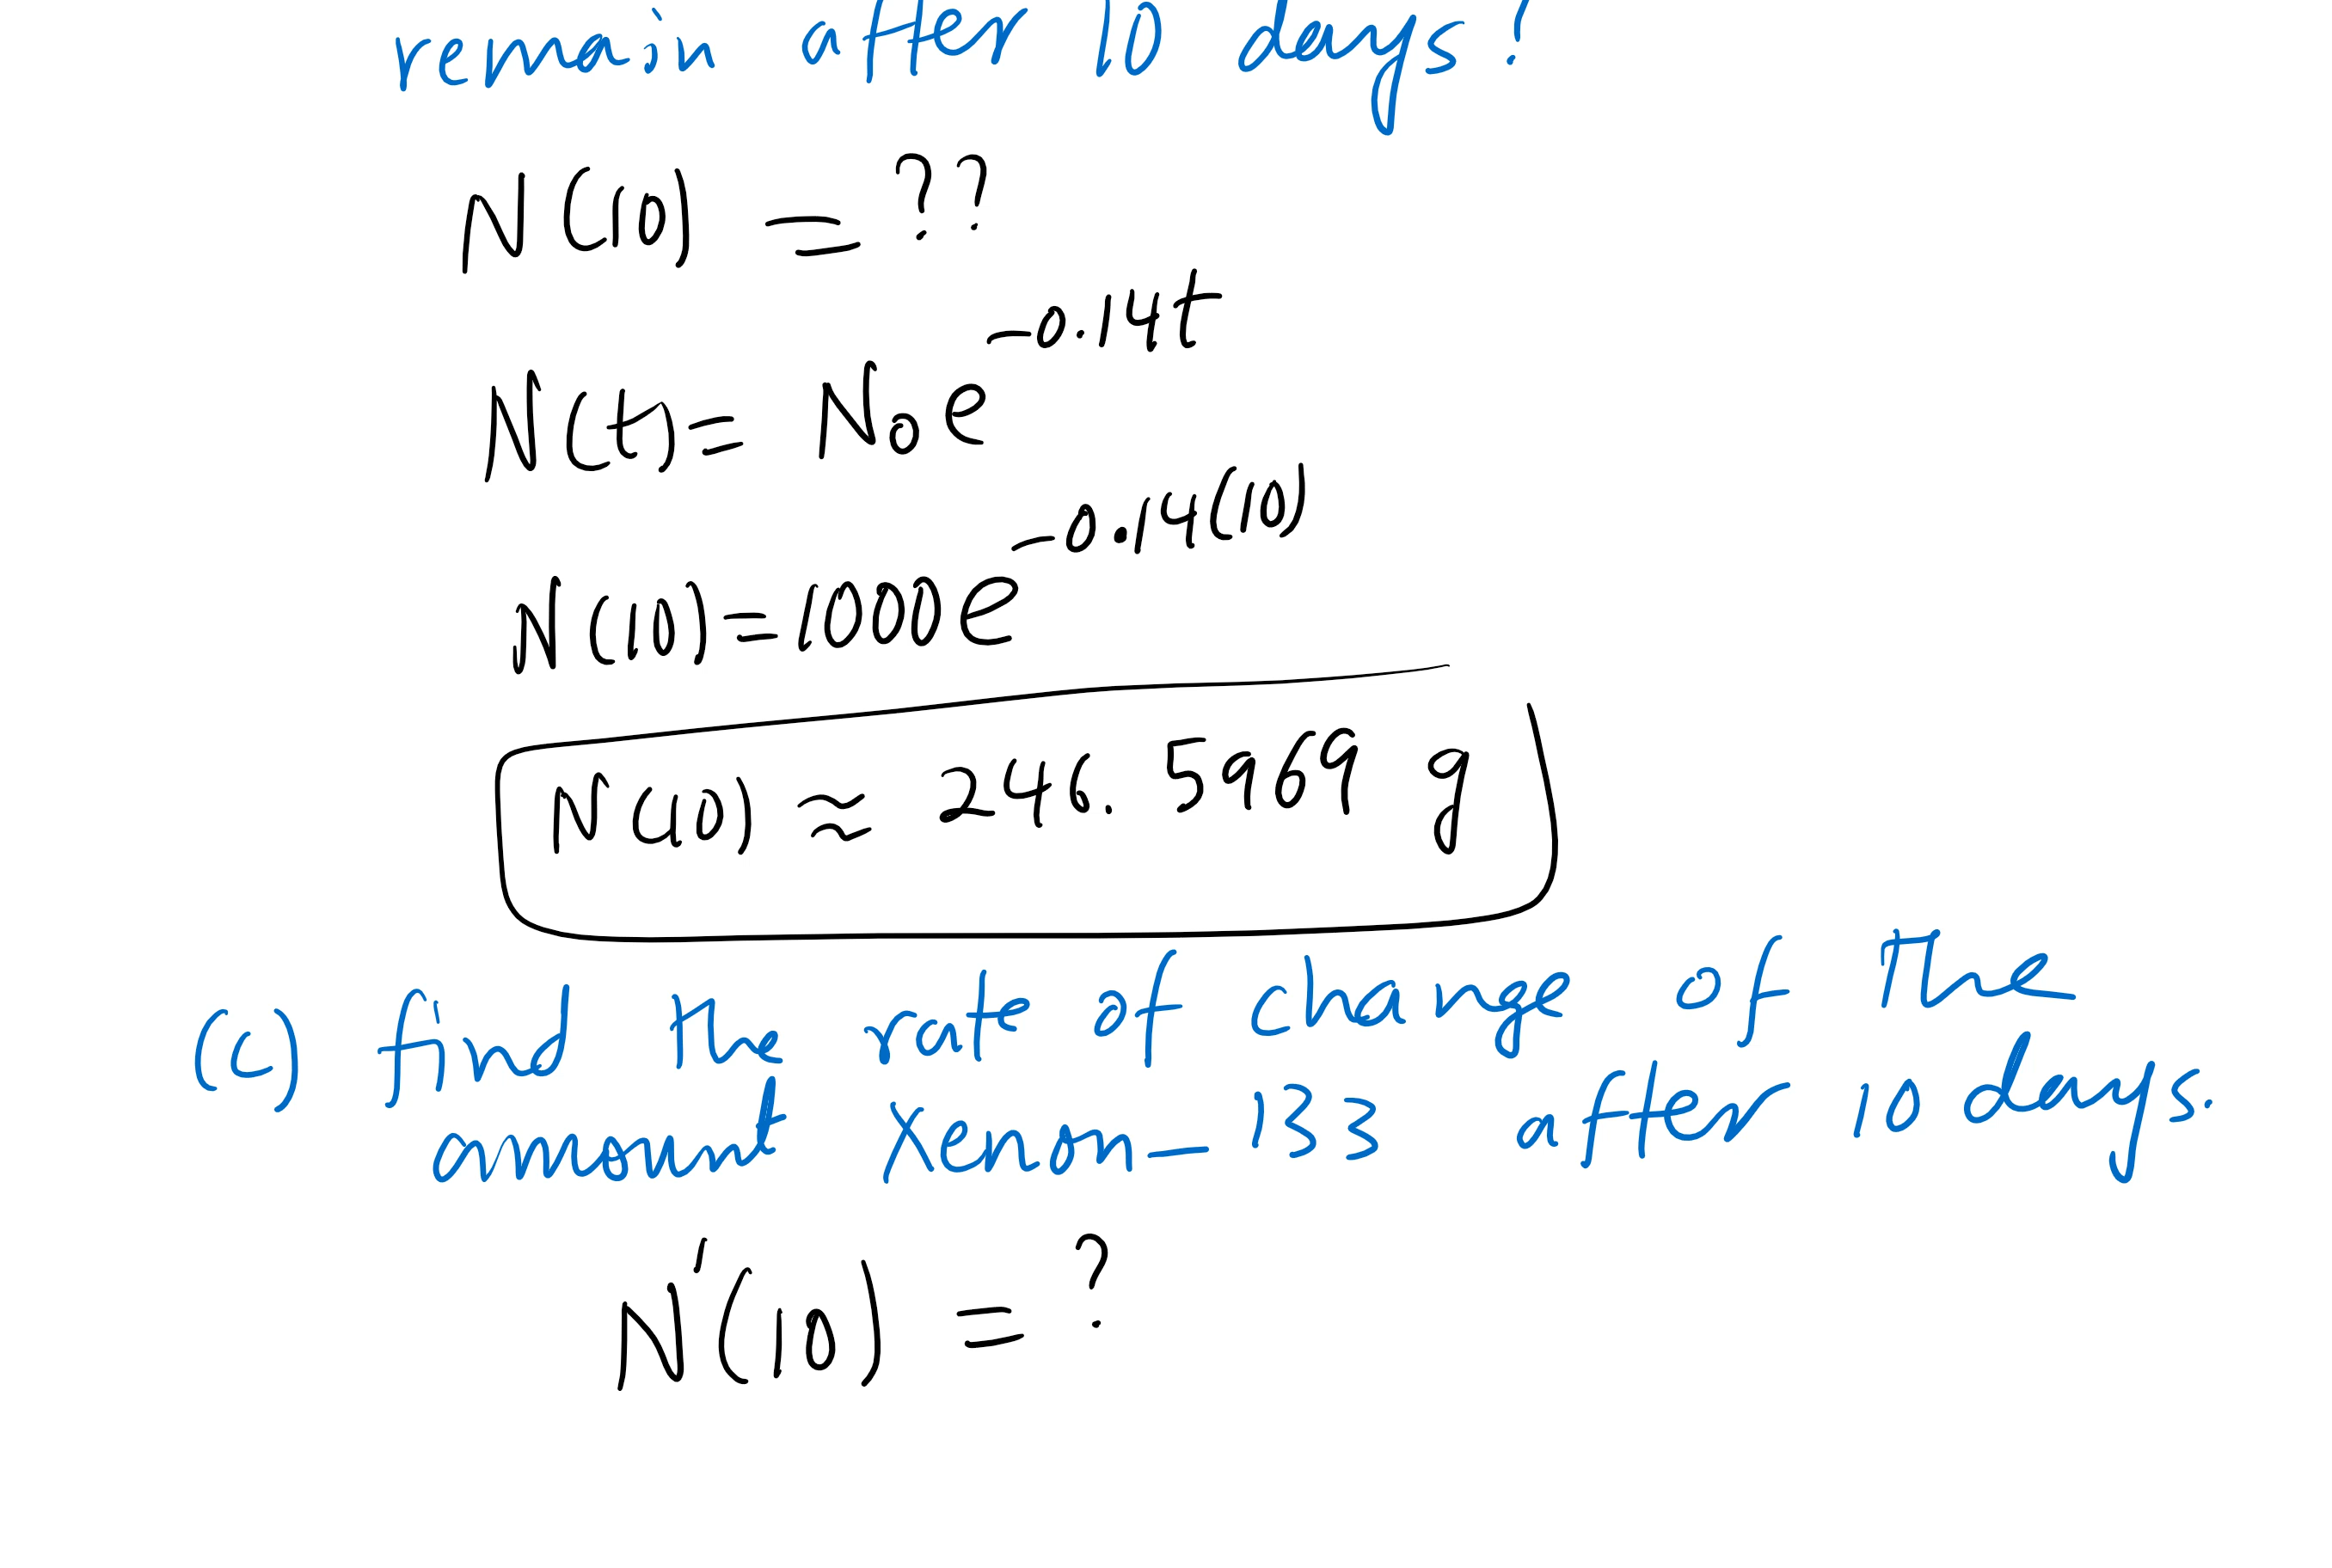 remain after 10 days?
N(10) = ??
N(t) = N₀e^{-0.14t}
N(10) = 1000e^{-0.14(10)}
N(10) ≈ 246.5969 g
(c) find the rate of change of the
amount Xenon-133 after 10 days.
N'(10) = ?